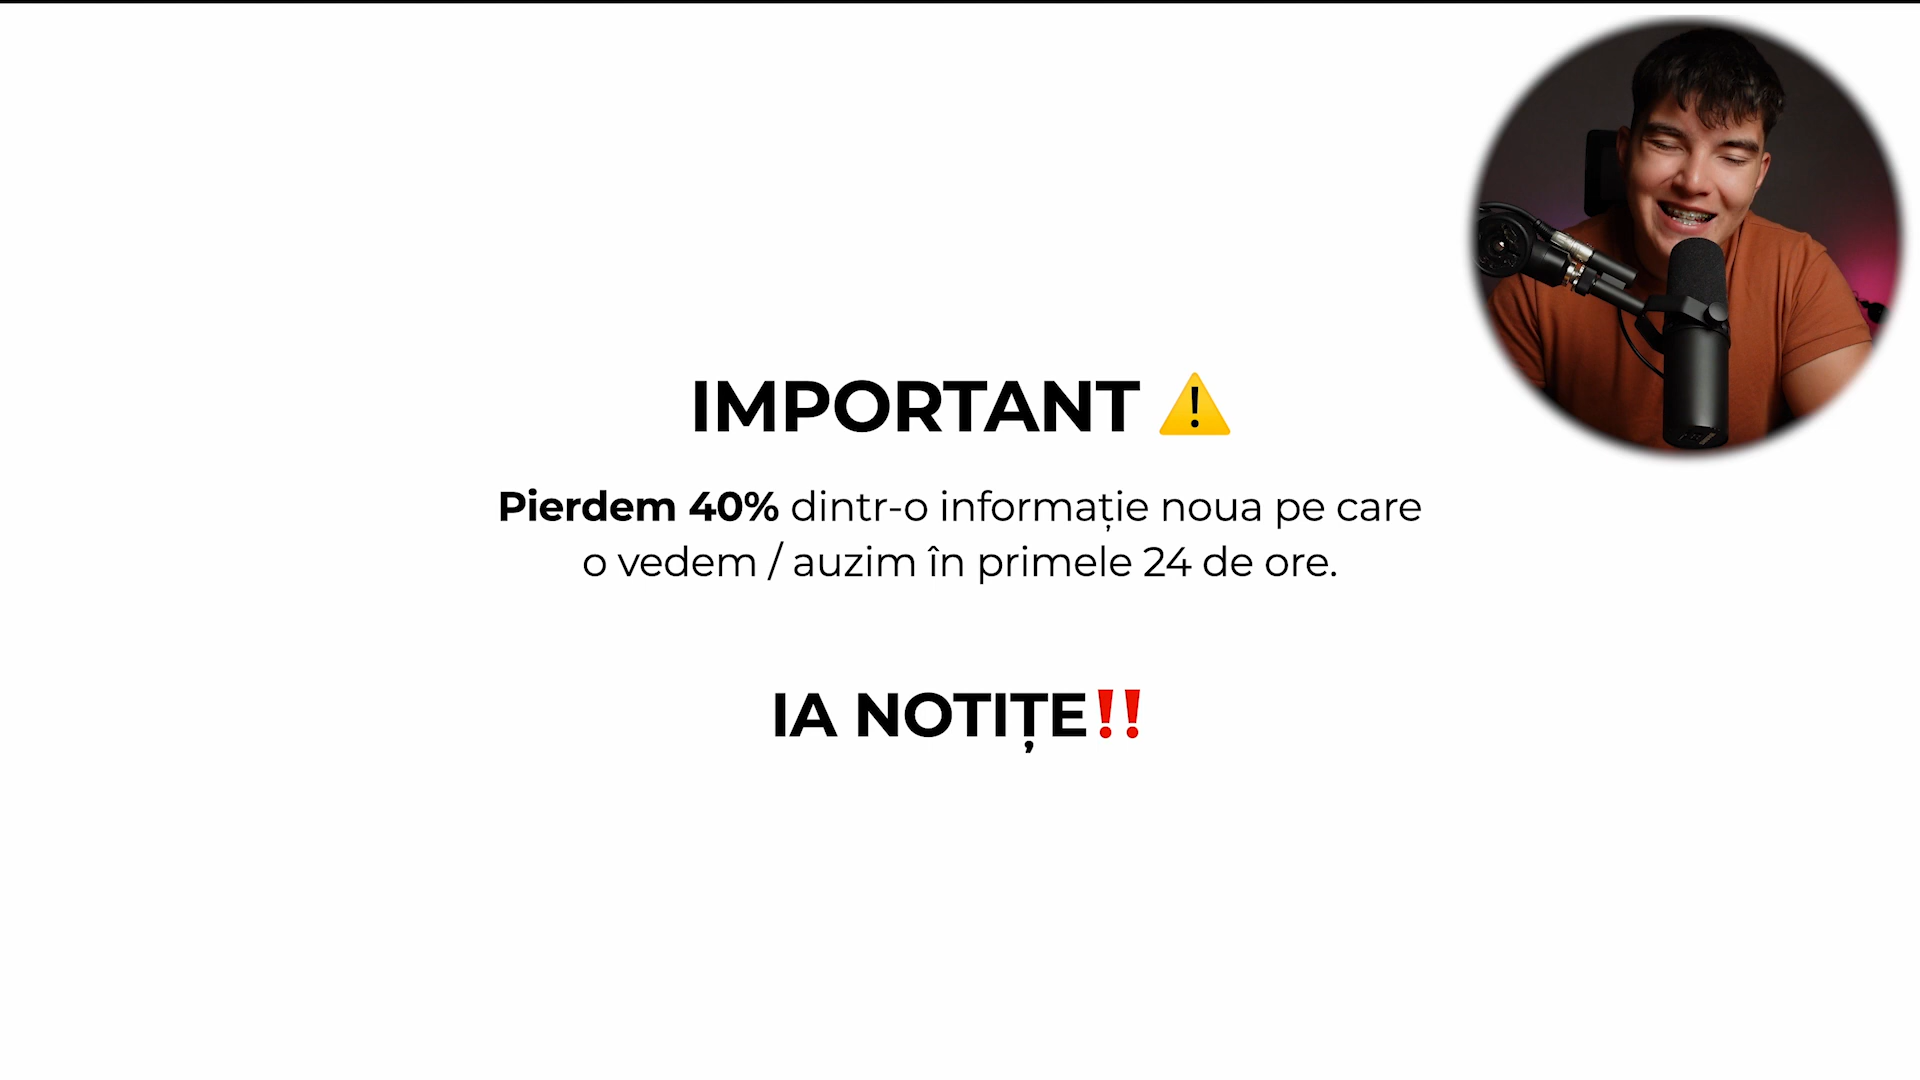 IMPORTANT ⚠️
Pierdem 40% dintr-o informație noua pe care
o vedem / auzim în primele 24 de ore.
IA NOTIȚE‼️